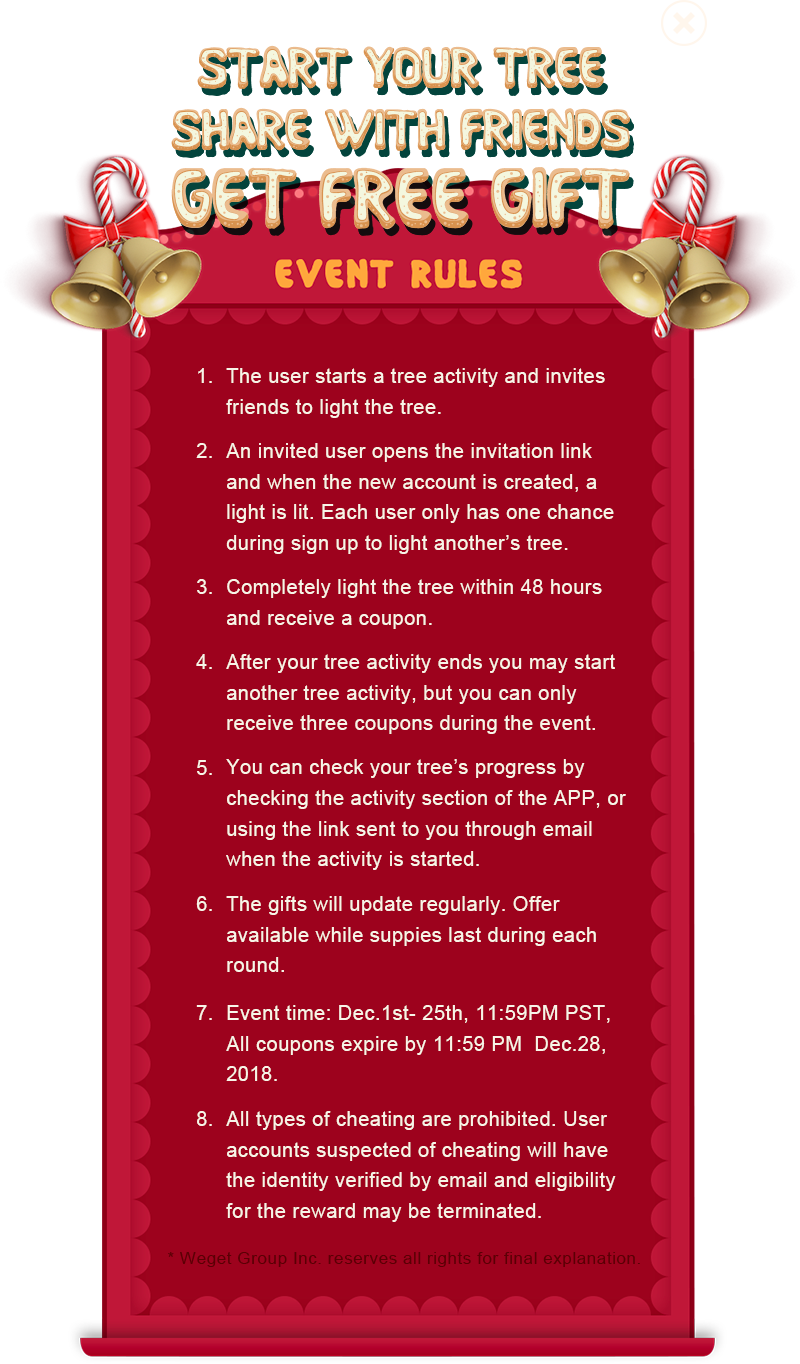 START YOUR TREE
SHARE WITH FRIENDS
GET FREE GIFT
EVENT RULES
1. The user starts a tree activity and invites
friends to light the tree.
2. An invited user opens the invitation link
and when the new account is created, a
light is lit. Each user only has one chance
during sign up to light another’s tree.
3. Completely light the tree within 48 hours
and receive a coupon.
4. After your tree activity ends you may start
another tree activity, but you can only
receive three coupons during the event.
5. You can check your tree’s progress by
checking the activity section of the APP, or
using the link sent to you through email
when the activity is started.
6. The gifts will update regularly. Offer
available while suppies last during each
round.
7. Event time: Dec.1st- 25th, 11:59PM PST,
All coupons expire by 11:59 PM  Dec.28,
2018.
8. All types of cheating are prohibited. User
accounts suspected of cheating will have
the identity verified by email and eligibility
for the reward may be terminated.
* Weget Group Inc. reserves all rights for final explanation.